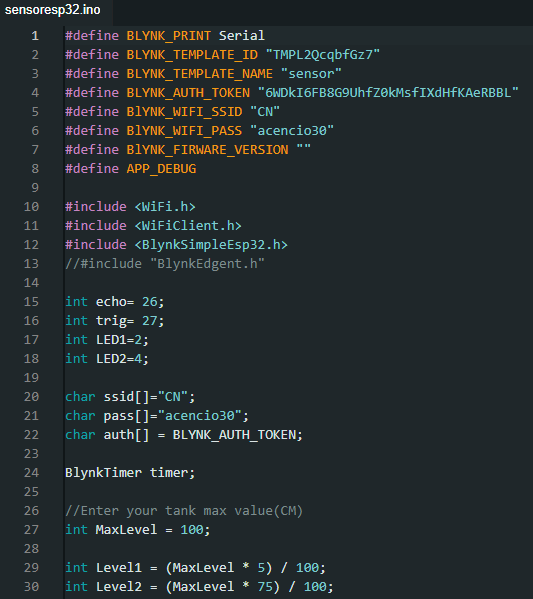 sensoresp32.ino
1 #define BLYNK_PRINT Serial
2 #define BLYNK_TEMPLATE_ID "TMPL2QcqbfGz7"
3 #define BLYNK_TEMPLATE_NAME "sensor"
4 #define BLYNK_AUTH_TOKEN "6WDkI6FB8G9UhfZ0kMsfIXdHfKAeRBBL"
5 #define BlYNK_WIFI_SSID "CN"
6 #define BLYNK_WIFI_PASS "acencio30"
7 #define BlYNK_FIRWARE_VERSION ""
8 #define APP_DEBUG
9
10 #include <WiFi.h>
11 #include <WiFiClient.h>
12 #include <BlynkSimpleEsp32.h>
13 //#include "BlynkEdgent.h"
14
15 int echo= 26;
16 int trig= 27;
17 int LED1=2;
18 int LED2=4;
19
20 char ssid[]="CN";
21 char pass[]="acencio30";
22 char auth[] = BLYNK_AUTH_TOKEN;
23
24 BlynkTimer timer;
25
26 //Enter your tank max value(CM)
27 int MaxLevel = 100;
28
29 int Level1 = (MaxLevel * 5) / 100;
30 int Level2 = (MaxLevel * 75) / 100;